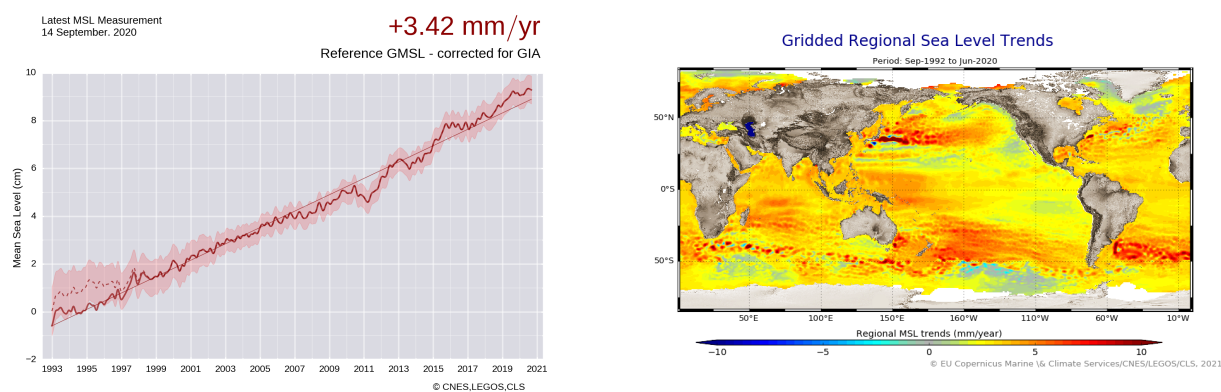 Latest MSL Measurement
14 September. 2020
+3.42 mm/yr
Reference GMSL - corrected for GIA
Mean Sea Level (cm)
10
8
6
4
2
0
−2
1993 1995 1997 1999 2001 2003 2005 2007 2009 2011 2013 2015 2017 2019 2021
© CNES,LEGOS,CLS
Gridded Regional Sea Level Trends
Period: Sep-1992 to Jun-2020
50°N
0°S
50°S
50°E 100°E 150°E 160°W 110°W 60°W 10°W
Regional MSL trends (mm/year)
−10 −5 0 5 10
© EU Copernicus Marine \& Climate Services/CNES/LEGOS/CLS, 2021